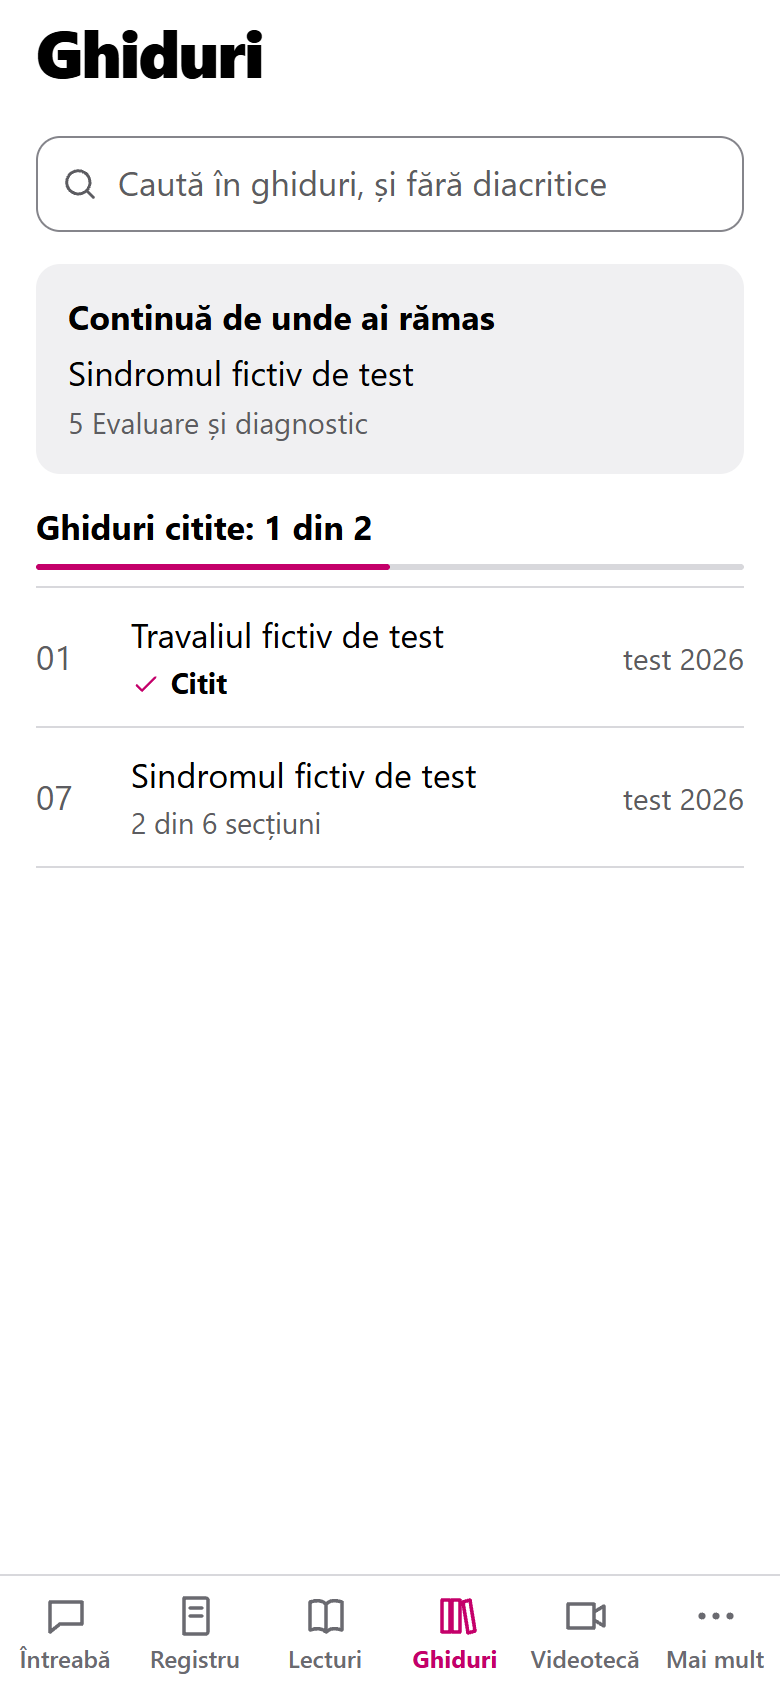 Ghiduri
Caută în ghiduri, și fără diacritice
Continuă de unde ai rămas
Sindromul fictiv de test
5 Evaluare și diagnostic
Ghiduri citite: 1 din 2
01
Travaliul fictiv de test
Citit
test 2026
07
Sindromul fictiv de test
2 din 6 secțiuni
test 2026
Întreabă
Registru
Lecturi
Ghiduri
Videotecă
Mai mult